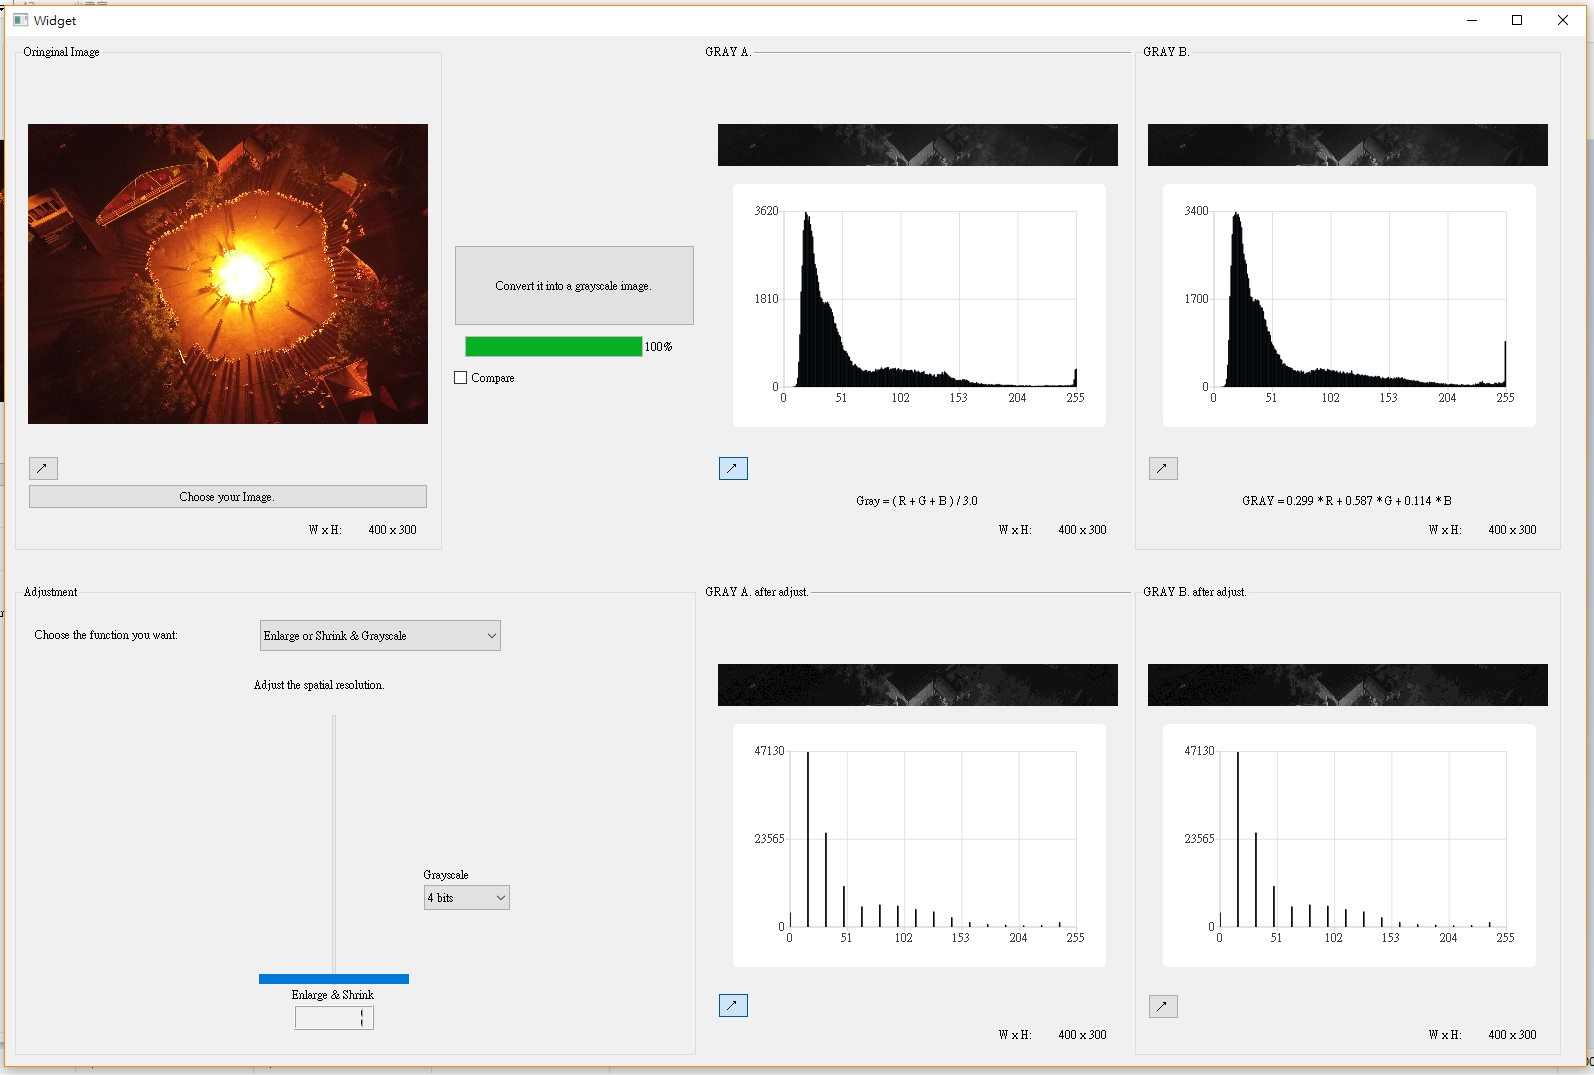 Widget
Oringinal Image
GRAY A.
GRAY B.
3620
1810
0
0 51 102 153 204 255
3400
1700
0
0 51 102 153 204 255
Convert it into a grayscale image.
100%
Compare
Choose your Image.
W x H: 400 x 300
Gray = ( R + G + B ) / 3.0
W x H: 400 x 300
GRAY = 0.299 * R + 0.587 * G + 0.114 * B
W x H: 400 x 300
Adjustment
Choose the function you want:
Enlarge or Shrink & Grayscale
Adjust the spatial resolution.
Grayscale
4 bits
Enlarge & Shrink
GRAY A. after adjust.
47130
23565
0
0 51 102 153 204 255
W x H: 400 x 300
GRAY B. after adjust.
47130
23565
0
0 51 102 153 204 255
W x H: 400 x 300